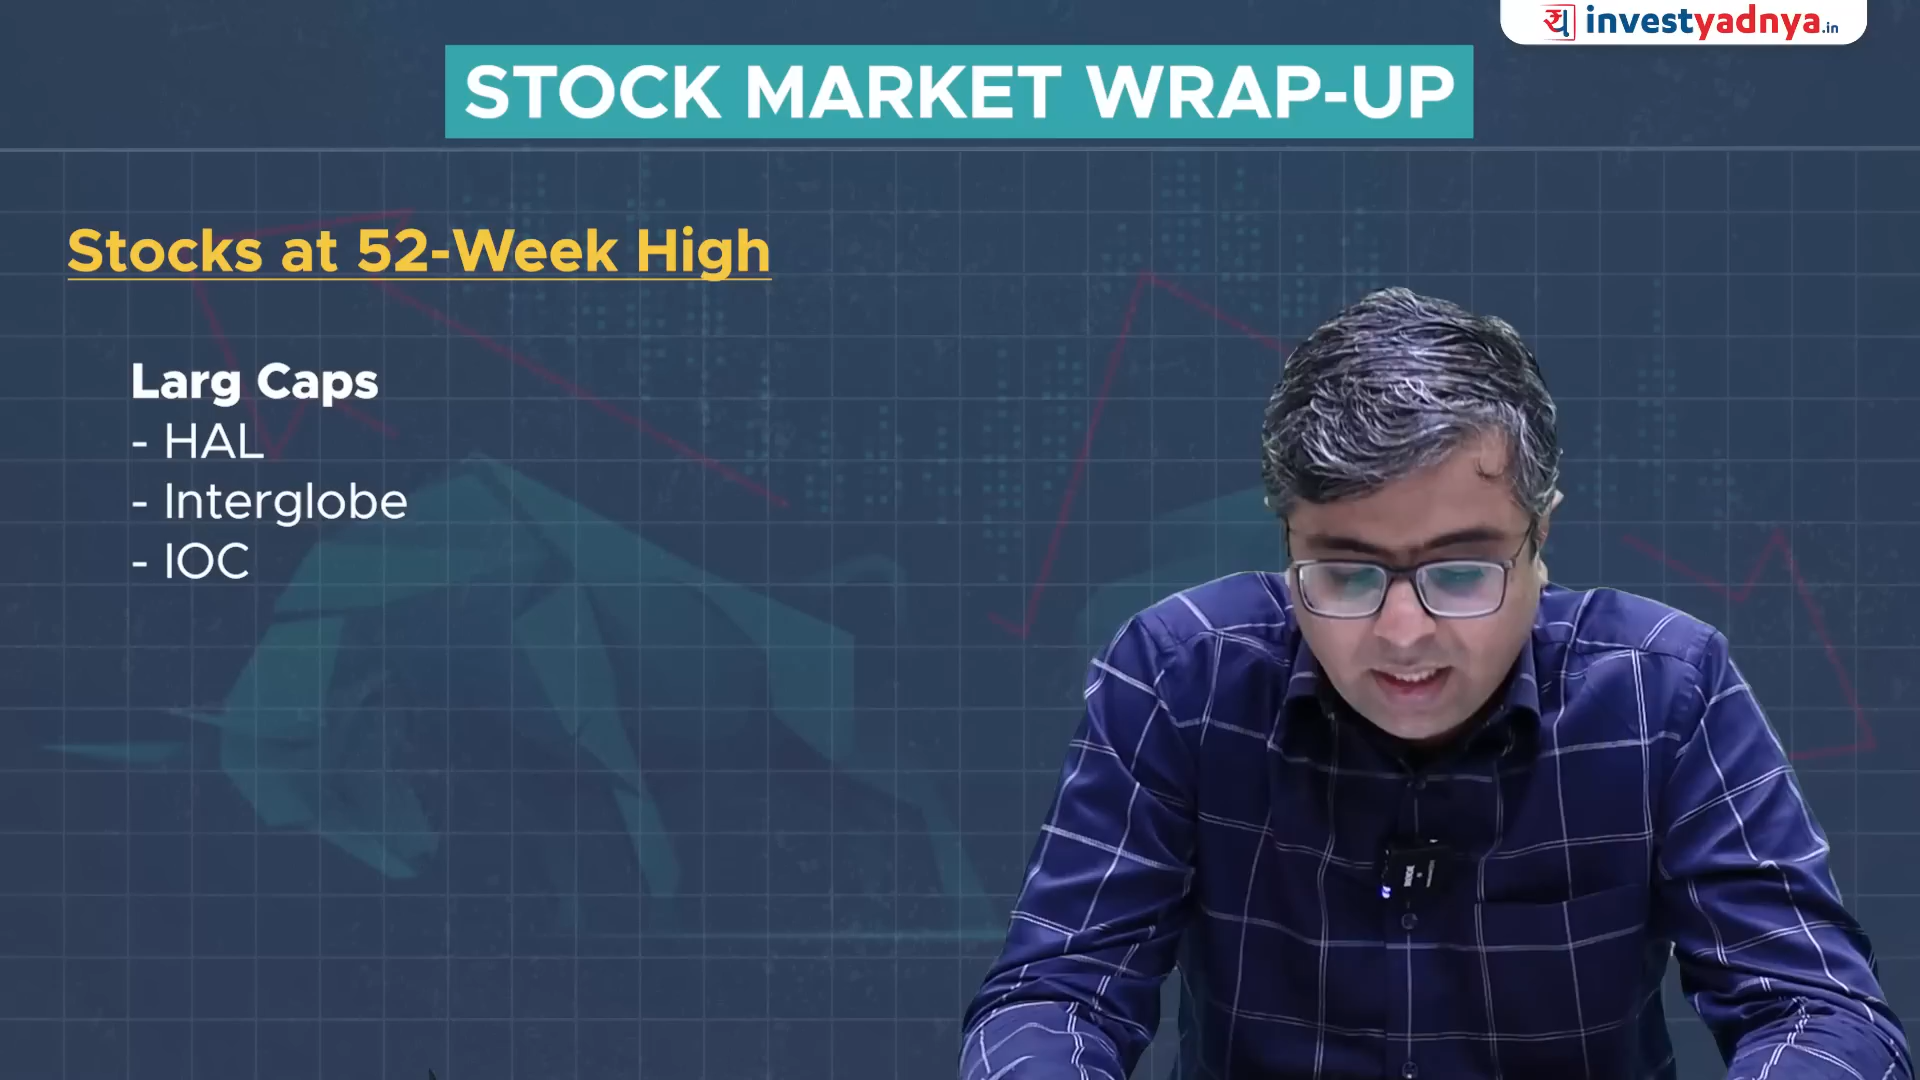 investyadnya.in
STOCK MARKET WRAP-UP
Stocks at 52-Week High
Larg Caps
- HAL
- Interglobe
- IOC